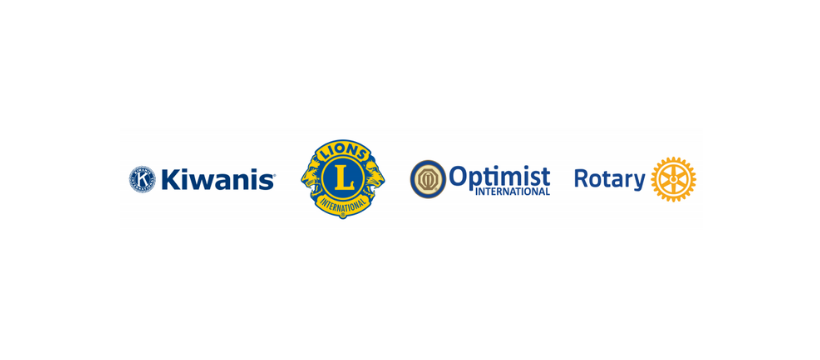 K
Kiwanis
LIONS
L
INTERNATIONAL
Optimist
INTERNATIONAL
Rotary